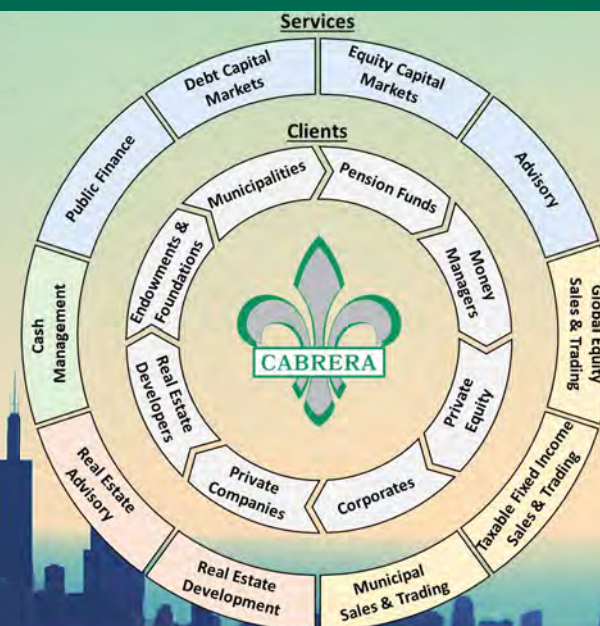 Services
Debt Capital
Markets
Equity Capital
Markets
Advisory
Global Equity
Sales & Trading
Taxable Fixed Income
Sales & Trading
Municipal
Sales & Trading
Real Estate
Development
Real Estate
Advisory
Cash
Management
Public Finance
Clients
Municipalities
Pension Funds
Money
Managers
Private
Equity
Corporates
Private
Companies
Real Estate
Developers
Endowments &
Foundations
CABRERA